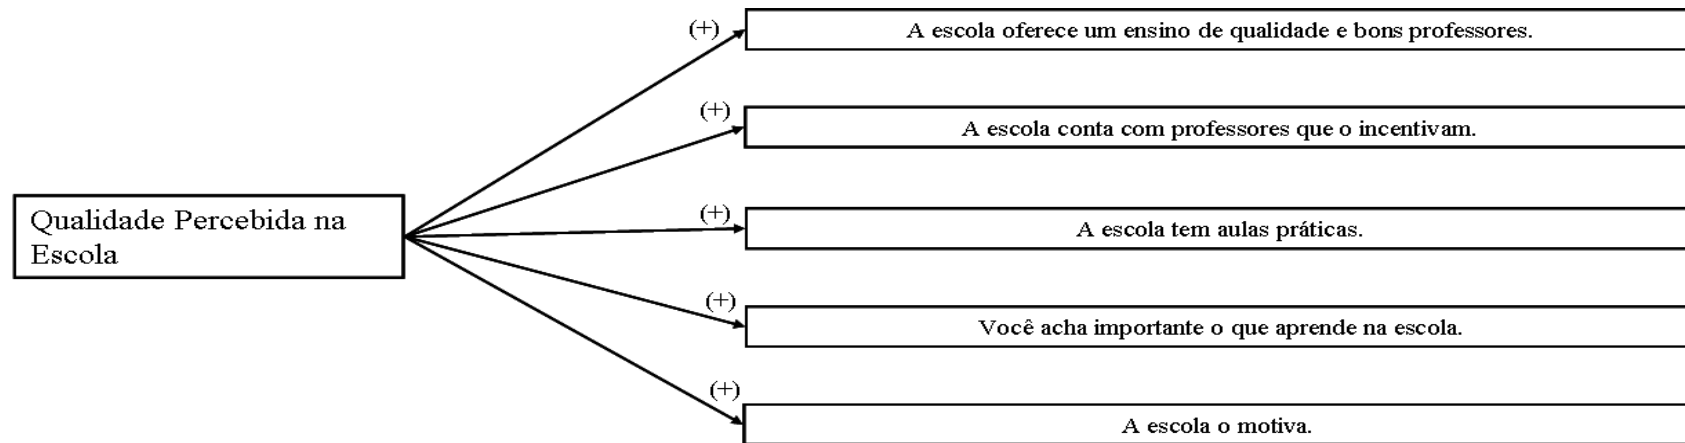 (+)
A escola oferece um ensino de qualidade e bons professores.
(+)
A escola conta com professores que o incentivam.
Qualidade Percebida na
Escola
(+)
A escola tem aulas práticas.
(+)
Você acha importante o que aprende na escola.
(+)
A escola o motiva.